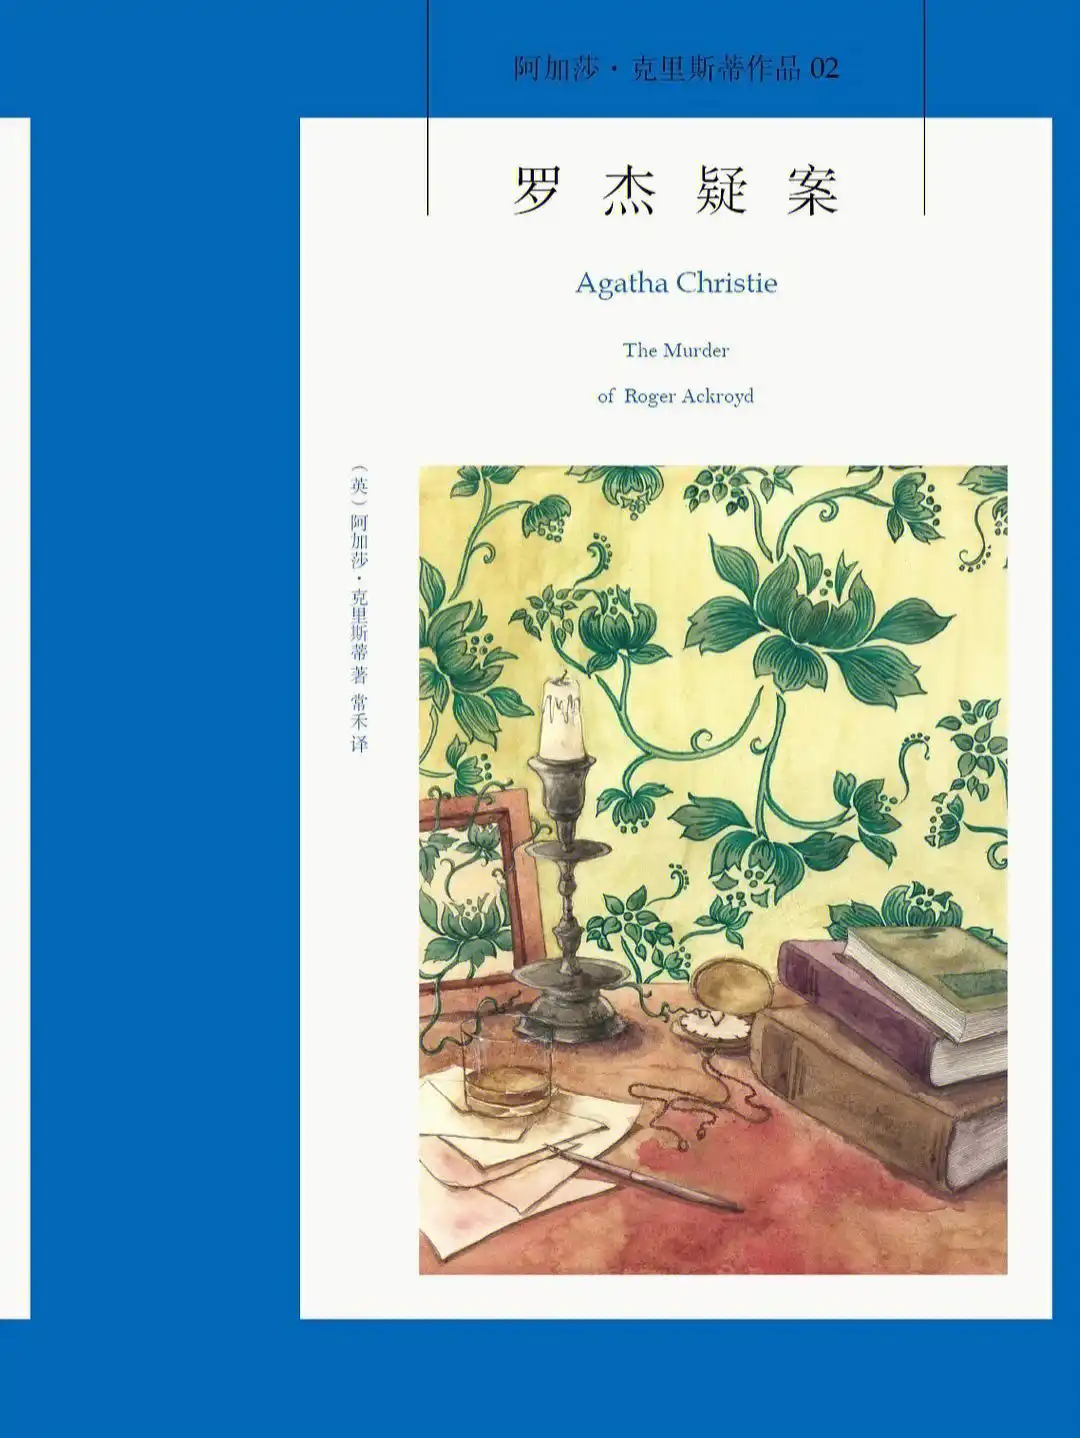 阿加莎·克里斯蒂作品 02
罗杰疑案
Agatha Christie
The Murder
of Roger Ackroyd
（英）阿加莎·克里斯蒂 著 常禾 译